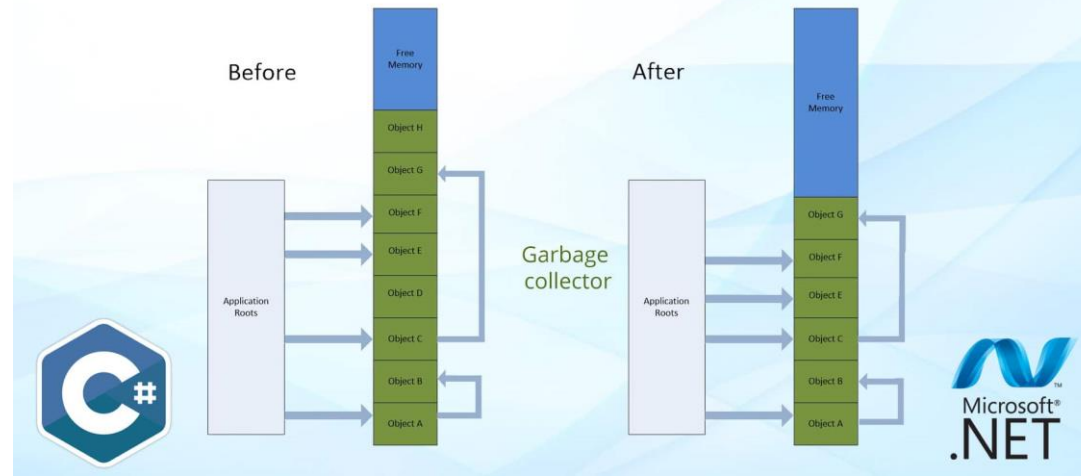 Before
Free
Memory
Object H
Object G
Object F
Object E
Object D
Object C
Object B
Object A
Application
Roots
Garbage
collector
After
Free
Memory
Object G
Object F
Object E
Object C
Object B
Object A
Application
Roots
C#
Microsoft®
.NET
TM